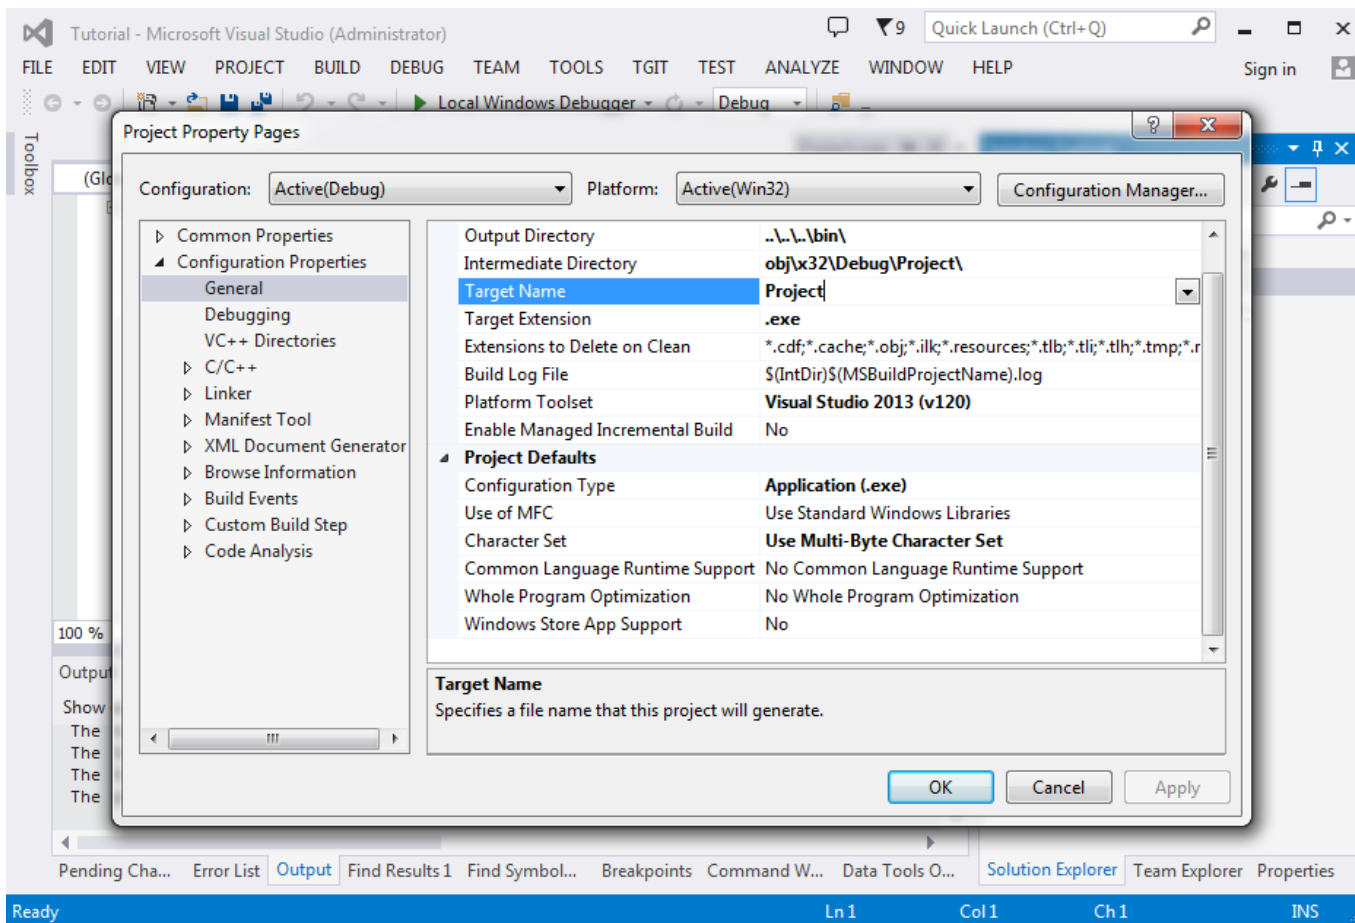 Tutorial - Microsoft Visual Studio (Administrator) 9 Quick Launch (Ctrl+Q)
FILE EDIT VIEW PROJECT BUILD DEBUG TEAM TOOLS TGIT TEST ANALYZE WINDOW HELP Sign in
Local Windows Debugger Debug
Toolbox
Project Property Pages
(Glo
Configuration: Active(Debug) Platform: Active(Win32) Configuration Manager...
Common Properties
Configuration Properties
General
Debugging
VC++ Directories
C/C++
Linker
Manifest Tool
XML Document Generator
Browse Information
Build Events
Custom Build Step
Code Analysis
Output Directory ..\..\..\bin\
Intermediate Directory obj\x32\Debug\Project\
Target Name Project
Target Extension .exe
Extensions to Delete on Clean *.cdf;*.cache;*.obj;*.ilk;*.resources;*.tlb;*.tli;*.tlh;*.tmp;*.r
Build Log File $(IntDir)$(MSBuildProjectName).log
Platform Toolset Visual Studio 2013 (v120)
Enable Managed Incremental Build No
Project Defaults
Configuration Type Application (.exe)
Use of MFC Use Standard Windows Libraries
Character Set Use Multi-Byte Character Set
Common Language Runtime Support No Common Language Runtime Support
Whole Program Optimization No Whole Program Optimization
Windows Store App Support No
Target Name
Specifies a file name that this project will generate.
OK Cancel Apply
100 %
Output
Show
The
The
The
The
Pending Cha... Error List Output Find Results 1 Find Symbol... Breakpoints Command W... Data Tools O... Solution Explorer Team Explorer Properties
Ready Ln 1 Col 1 Ch 1 INS